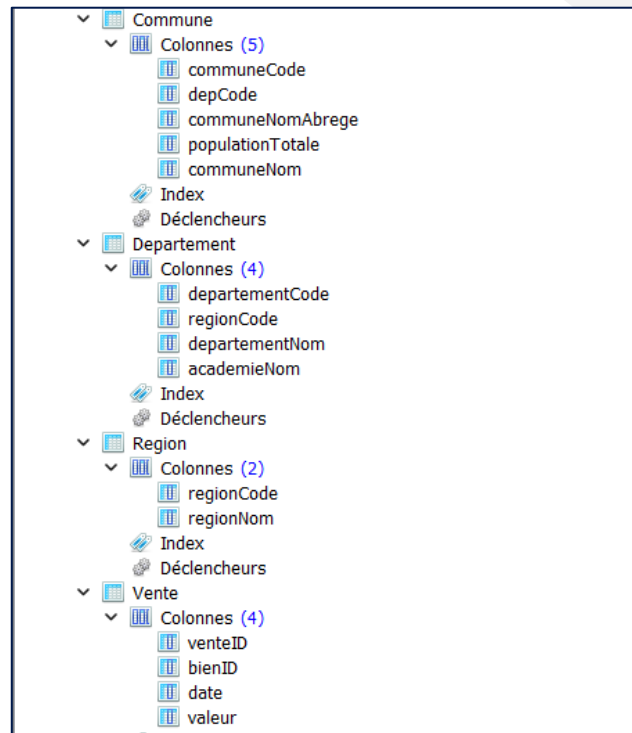 Commune
Colonnes (5)
communeCode
depCode
communeNomAbrege
populationTotale
communeNom
Index
Déclencheurs
Departement
Colonnes (4)
departementCode
regionCode
departementNom
academieNom
Index
Déclencheurs
Region
Colonnes (2)
regionCode
regionNom
Index
Déclencheurs
Vente
Colonnes (4)
venteID
bienID
date
valeur